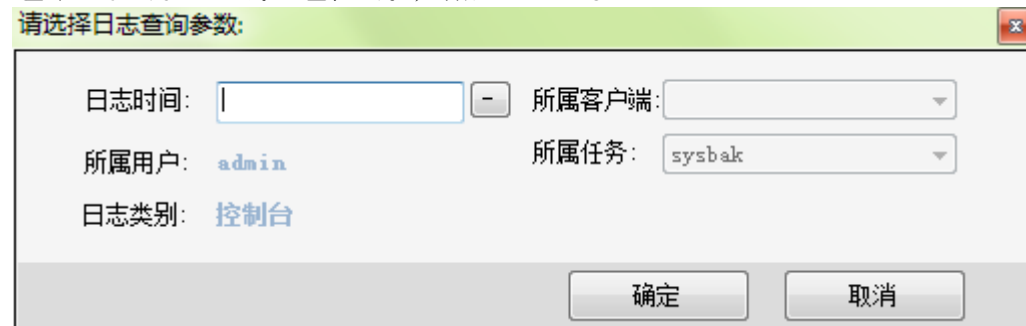 请选择日志查询参数:
日志时间: - 所属客户端:
所属用户: admin 所属任务: sysbak
日志类别: 控制台
确定 取消